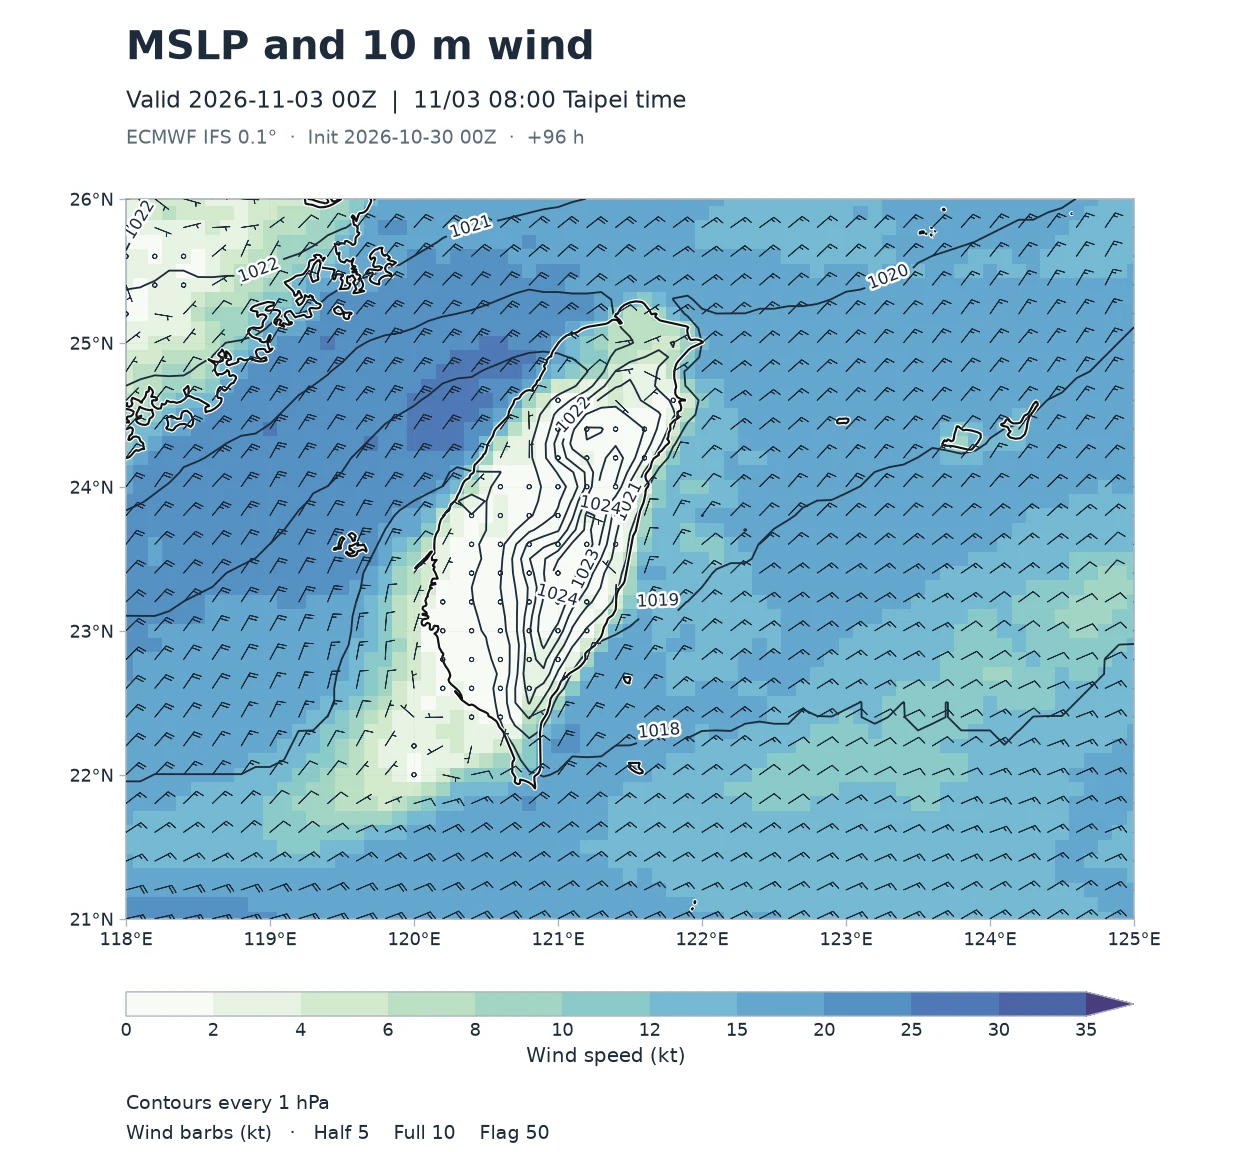 MSLP and 10 m wind
Valid 2026-11-03 00Z | 11/03 08:00 Taipei time
ECMWF IFS 0.1° · Init 2026-10-30 00Z · +96 h
26°N
1022
1021
1022
1020
25°N
1022
24°N
1024
1021
1023
1024
1019
23°N
1018
22°N
21°N
118°E 119°E 120°E 121°E 122°E 123°E 124°E 125°E
0 2 4 6 8 10 12 15 20 25 30 35
Wind speed (kt)
Contours every 1 hPa
Wind barbs (kt) · Half 5 Full 10 Flag 50